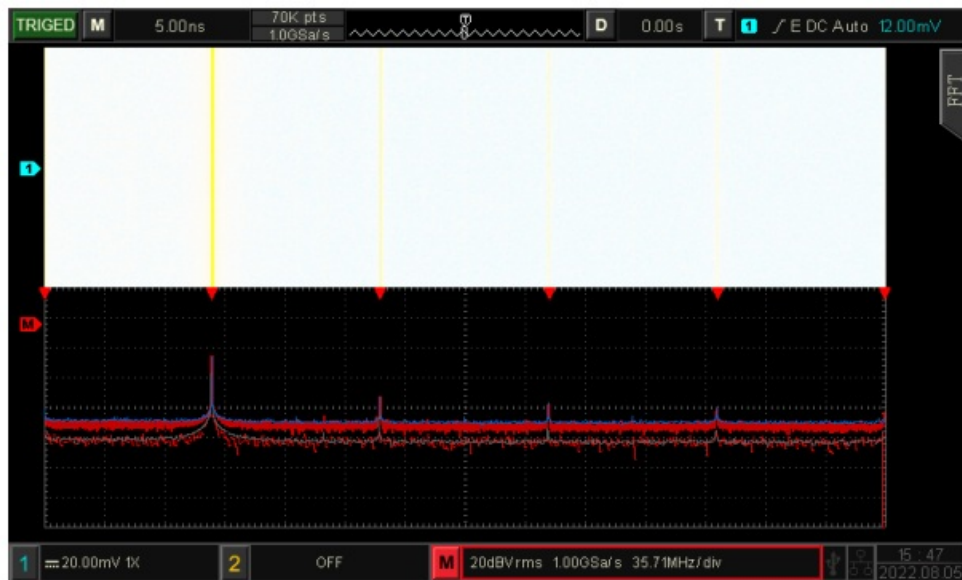 TRIGED M 5.00ns 70K pts 1.0GSa/s D 0.00s T 1 E DC Auto 12.00mV
FFT
1
M
1 20.00mV 1X 2 OFF M 20dBVrms 1.00GSa/s 35.71MHz/div 15:47 2022.08.05